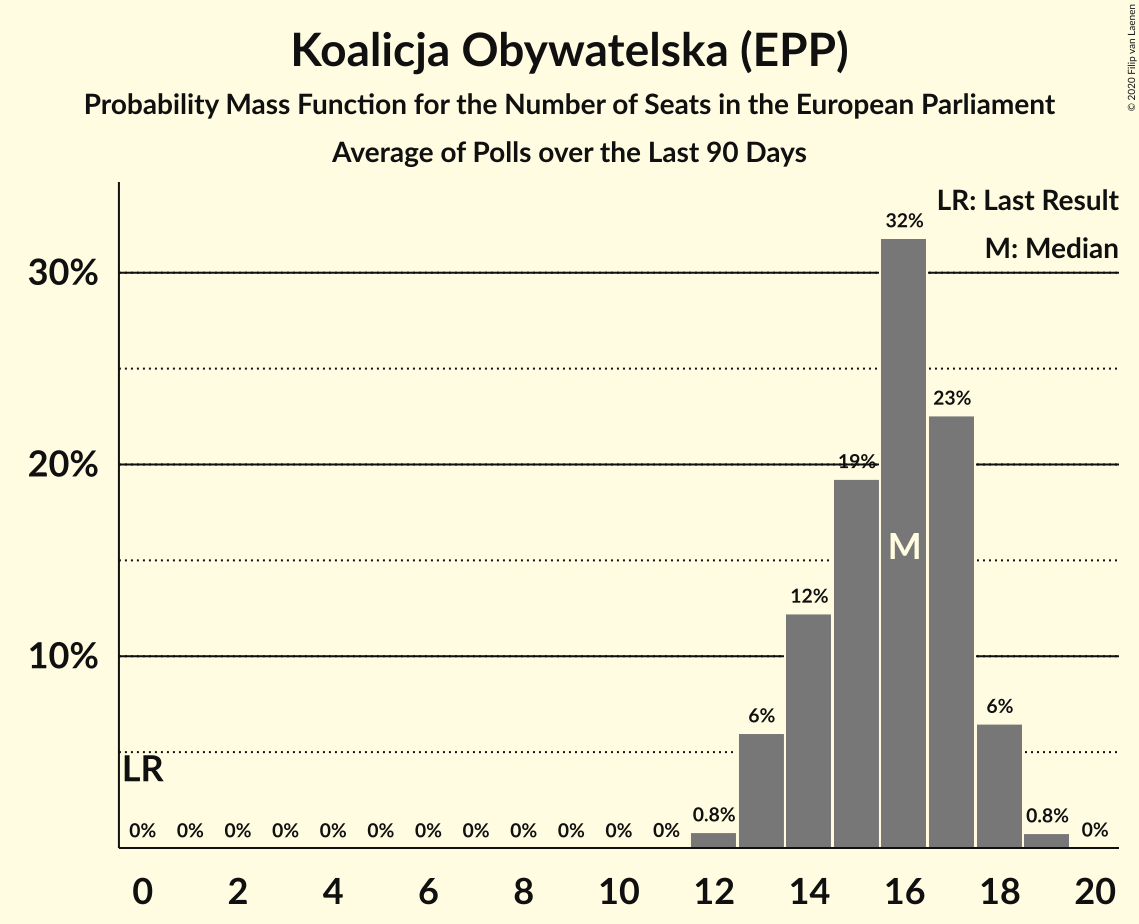 Koalicja Obywatelska (EPP)
Probability Mass Function for the Number of Seats in the European Parliament
Average of Polls over the Last 90 Days
© 2020 Filip van Laenen
LR: Last Result
M: Median
30%
20%
10%
32%
23%
19%
M
12%
6%
6%
LR
0% 0% 0% 0% 0% 0% 0% 0% 0% 0% 0% 0% 0.8% 0.8% 0%
0 2 4 6 8 10 12 14 16 18 20